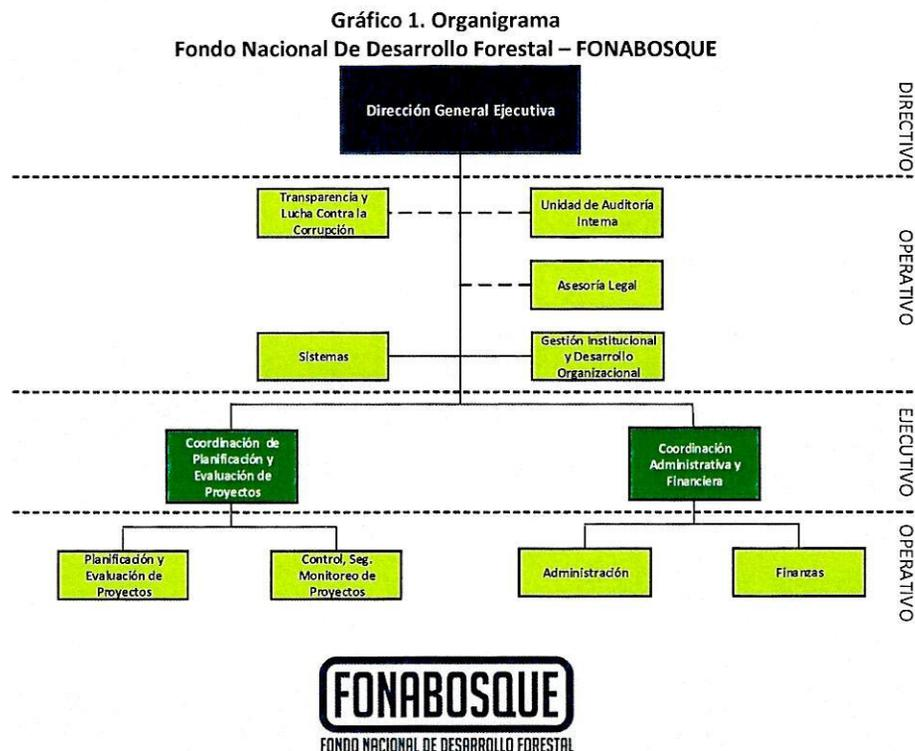 Gráfico 1. Organigrama
Fondo Nacional De Desarrollo Forestal – FONABOSQUE
Dirección General Ejecutiva
DIRECTIVO
Transparencia y
Lucha Contra la
Corrupción
Unidad de Auditoría
Interna
Asesoría Legal
Sistemas
Gestión Institucional
y Desarrollo
Organizacional
OPERATIVO
Coordinación de
Planificación y
Evaluación de
Proyectos
Coordinación
Administrativa y
Financiera
EJECUTIVO
Planificación y
Evaluación de
Proyectos
Control, Seg.
Monitoreo de
Proyectos
Administración
Finanzas
OPERATIVO
FONABOSQUE
FONDO NACIONAL DE DESARROLLO FORESTAL